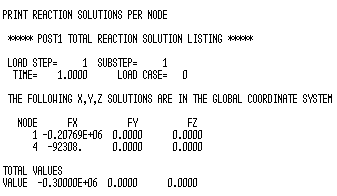 PRINT REACTION SOLUTIONS PER NODE
***** POST1 TOTAL REACTION SOLUTION LISTING *****
LOAD STEP= 1 SUBSTEP= 1
TIME= 1.0000 LOAD CASE= 0
THE FOLLOWING X,Y,Z SOLUTIONS ARE IN THE GLOBAL COORDINATE SYSTEM
NODE FX FY FZ
1 -0.20769E+06 0.0000 0.0000
4 -92308. 0.0000 0.0000
TOTAL VALUES
VALUE -0.30000E+06 0.0000 0.0000